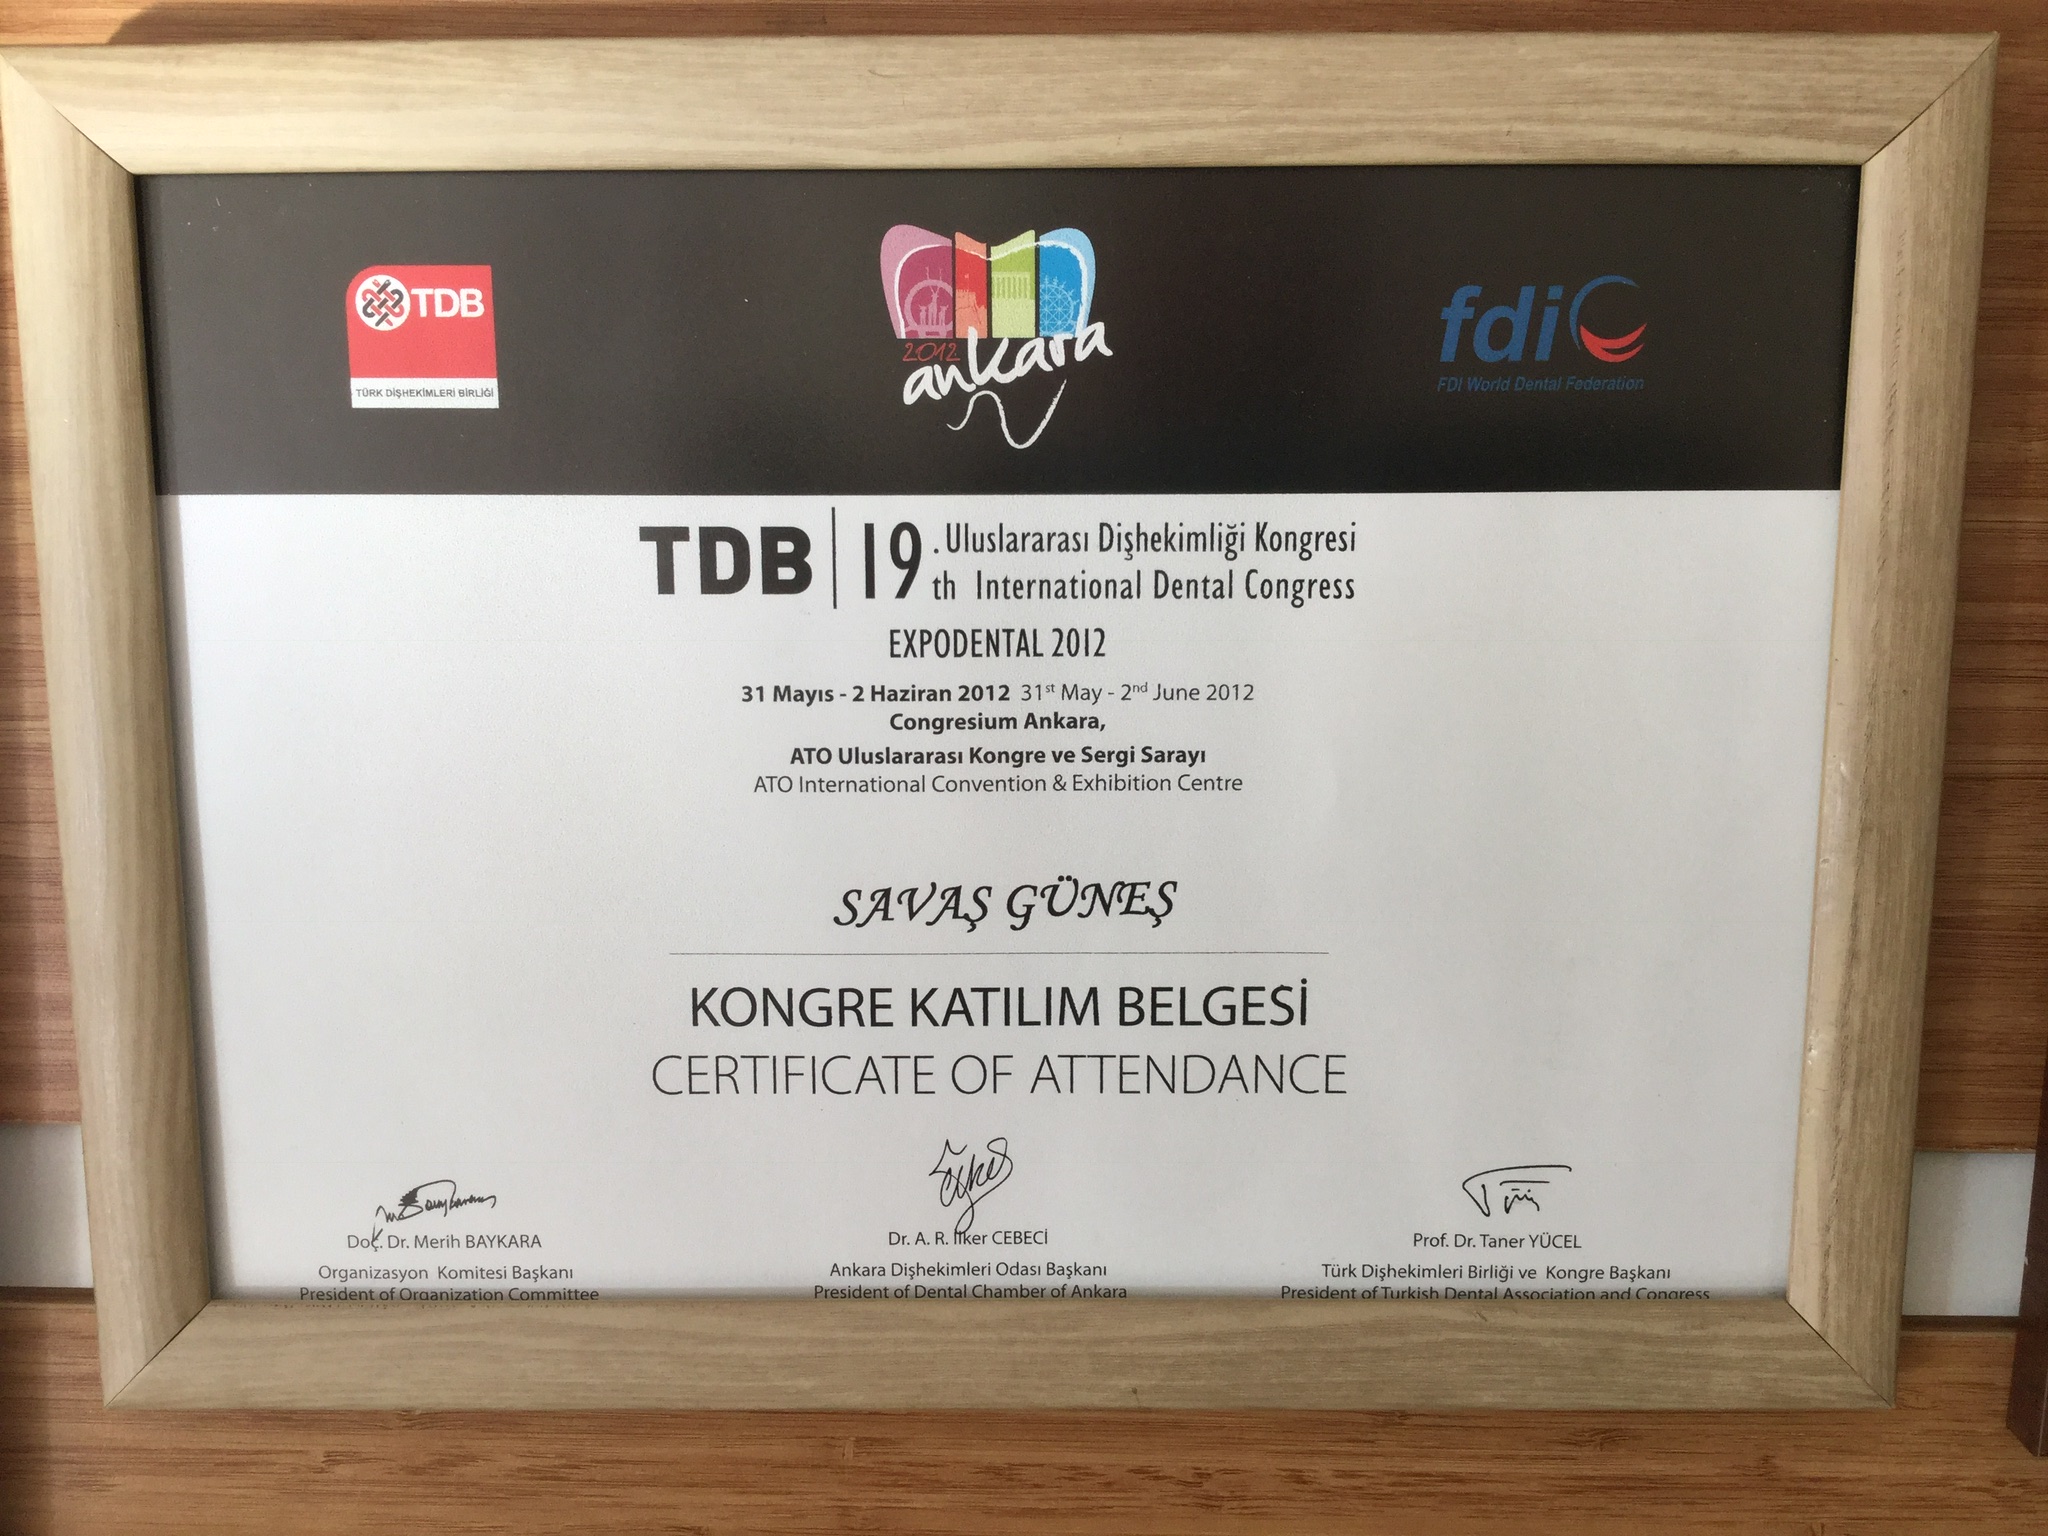 TDB
TÜRK DİŞHEKİMLERİ BİRLİĞİ
2012
ankara
fdi
FDI World Dental Federation
TDB | 19
. Uluslararası Dişhekimliği Kongresi
th International Dental Congress
EXPODENTAL 2012
31 Mayıs - 2 Haziran 2012 31st May - 2nd June 2012
Congresium Ankara,
ATO Uluslararası Kongre ve Sergi Sarayı
ATO International Convention & Exhibition Centre
SAVAŞ GÜNEŞ
KONGRE KATILIM BELGESİ
CERTIFICATE OF ATTENDANCE
Doç. Dr. Merih BAYKARA
Organizasyon Komitesi Başkanı
President of Organization Committee
Dr. A. R. İlker CEBECİ
Ankara Dişhekimleri Odası Başkanı
President of Dental Chamber of Ankara
Prof. Dr. Taner YÜCEL
Türk Dişhekimleri Birliği ve Kongre Başkanı
President of Turkish Dental Association and Congress